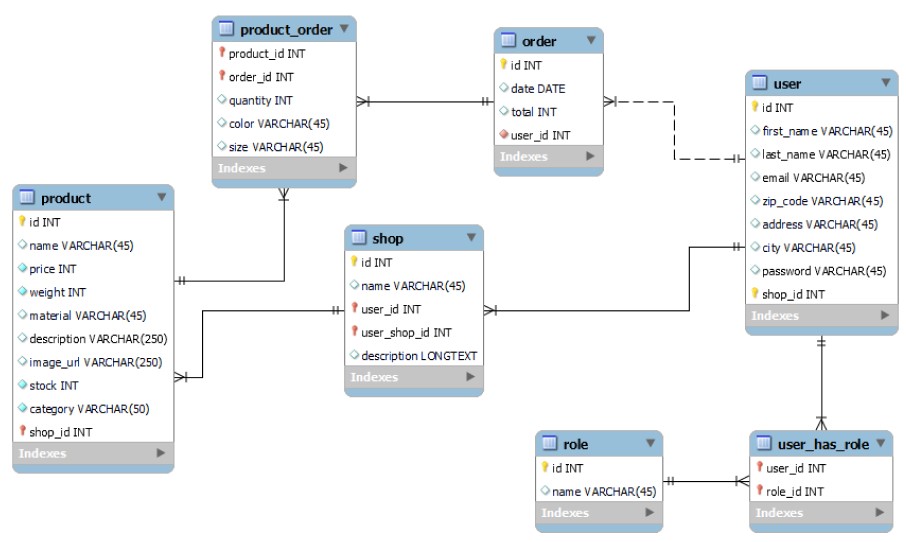 product_order
product_id INT
order_id INT
quantity INT
color VARCHAR(45)
size VARCHAR(45)
Indexes
order
id INT
date DATE
total INT
user_id INT
Indexes
user
id INT
first_name VARCHAR(45)
last_name VARCHAR(45)
email VARCHAR(45)
zip_code VARCHAR(45)
address VARCHAR(45)
city VARCHAR(45)
password VARCHAR(45)
shop_id INT
Indexes
product
id INT
name VARCHAR(45)
price INT
weight INT
material VARCHAR(45)
description VARCHAR(250)
image_url VARCHAR(250)
stock INT
category VARCHAR(50)
shop_id INT
Indexes
shop
id INT
name VARCHAR(45)
user_id INT
user_shop_id INT
description LONGTEXT
Indexes
role
id INT
name VARCHAR(45)
Indexes
user_has_role
user_id INT
role_id INT
Indexes